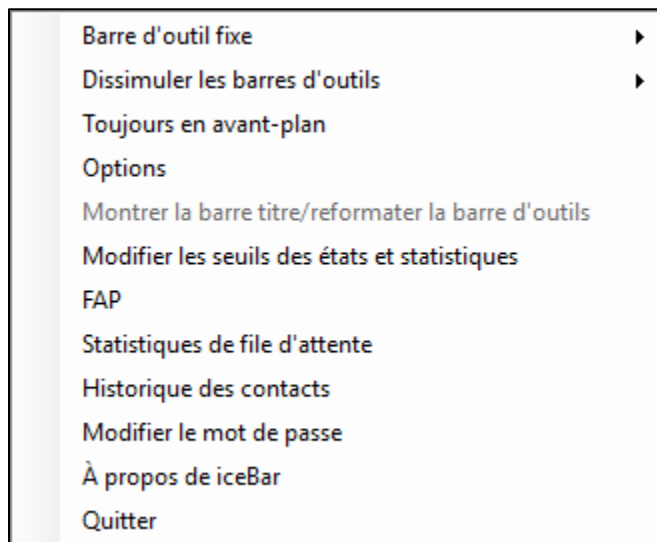 Barre d'outil fixe
Dissimuler les barres d'outils
Toujours en avant-plan
Options
Montrer la barre titre/reformater la barre d'outils
Modifier les seuils des états et statistiques
FAP
Statistiques de file d'attente
Historique des contacts
Modifier le mot de passe
À propos de iceBar
Quitter